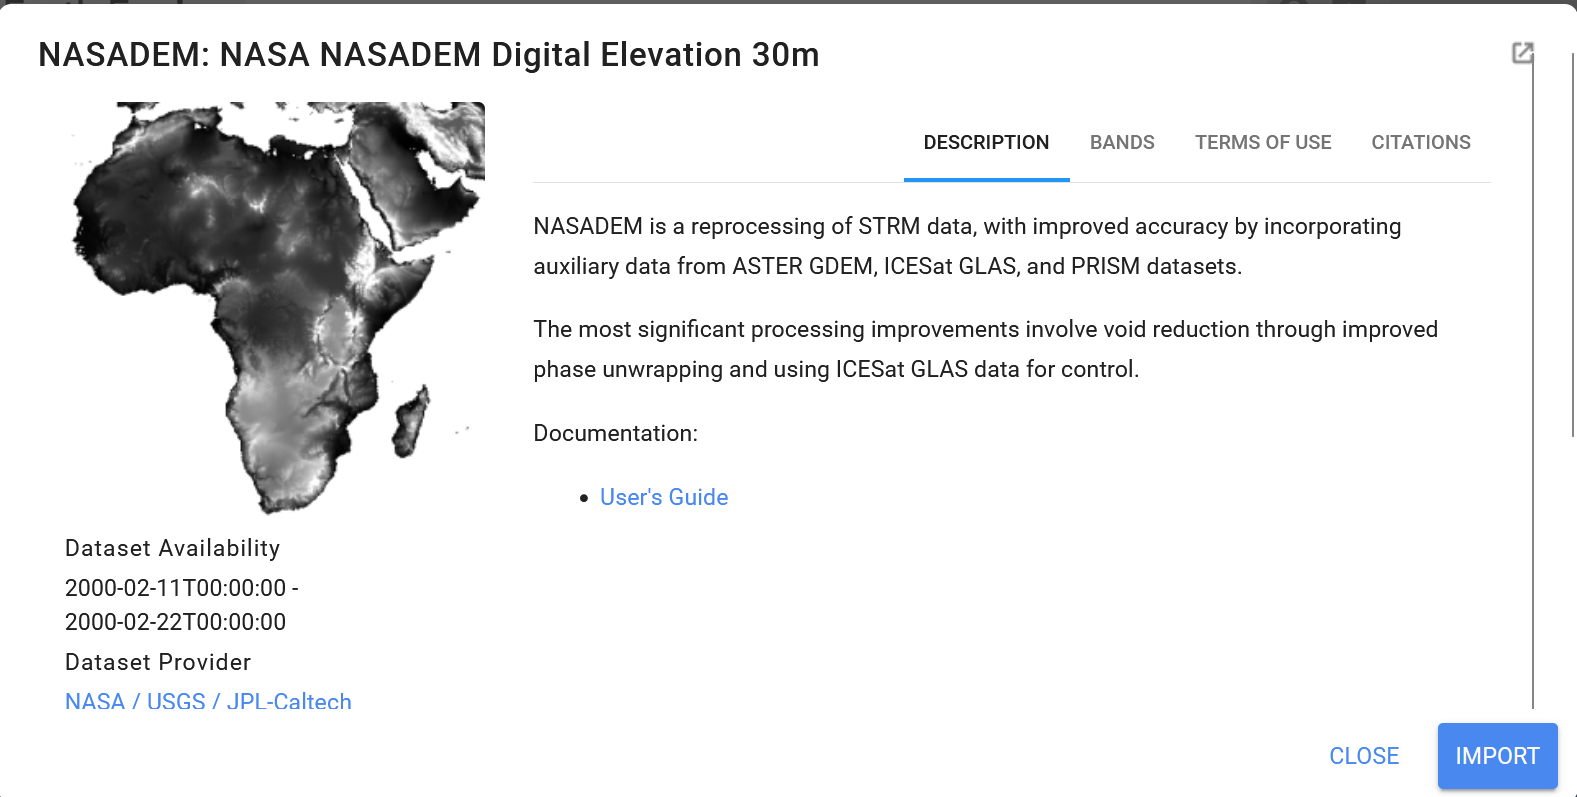 NASADEM: NASA NASADEM Digital Elevation 30m
DESCRIPTION
BANDS
TERMS OF USE
CITATIONS
NASADEM is a reprocessing of STRM data, with improved accuracy by incorporating
auxiliary data from ASTER GDEM, ICESat GLAS, and PRISM datasets.
The most significant processing improvements involve void reduction through improved
phase unwrapping and using ICESat GLAS data for control.
Documentation:
• User's Guide
Dataset Availability
2000-02-11T00:00:00 -
2000-02-22T00:00:00
Dataset Provider
NASA / USGS / JPL-Caltech
CLOSE
IMPORT